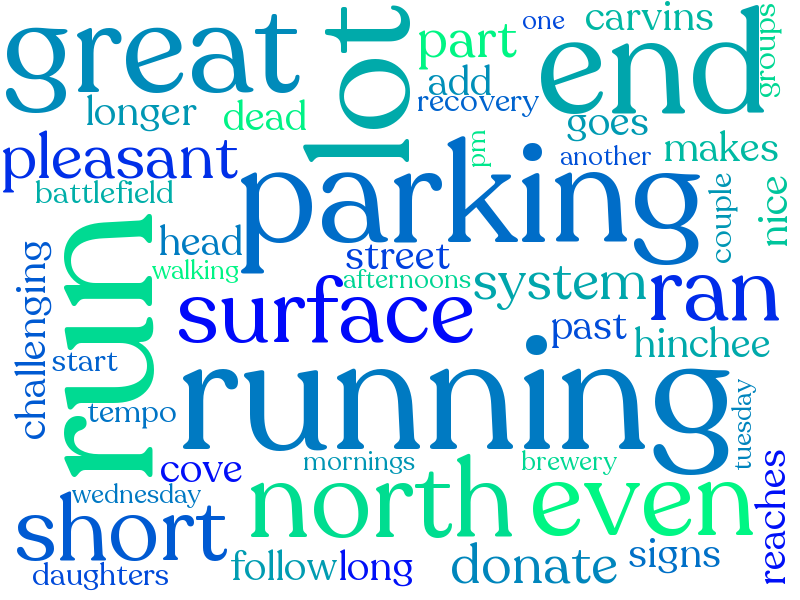 great
lot
part
one
carvins
groups
end
add
longer
dead
recovery
goes
pleasant
pm
another
makes
battlefield
parking
couple
nice
run
head
street
walking
afternoons
system
ran
challenging
surface
past
hinchee
start
running
tempo
tuesday
cove
mornings
brewery
reaches
wednesday
north
even
short
signs
daughters
follow
long
donate